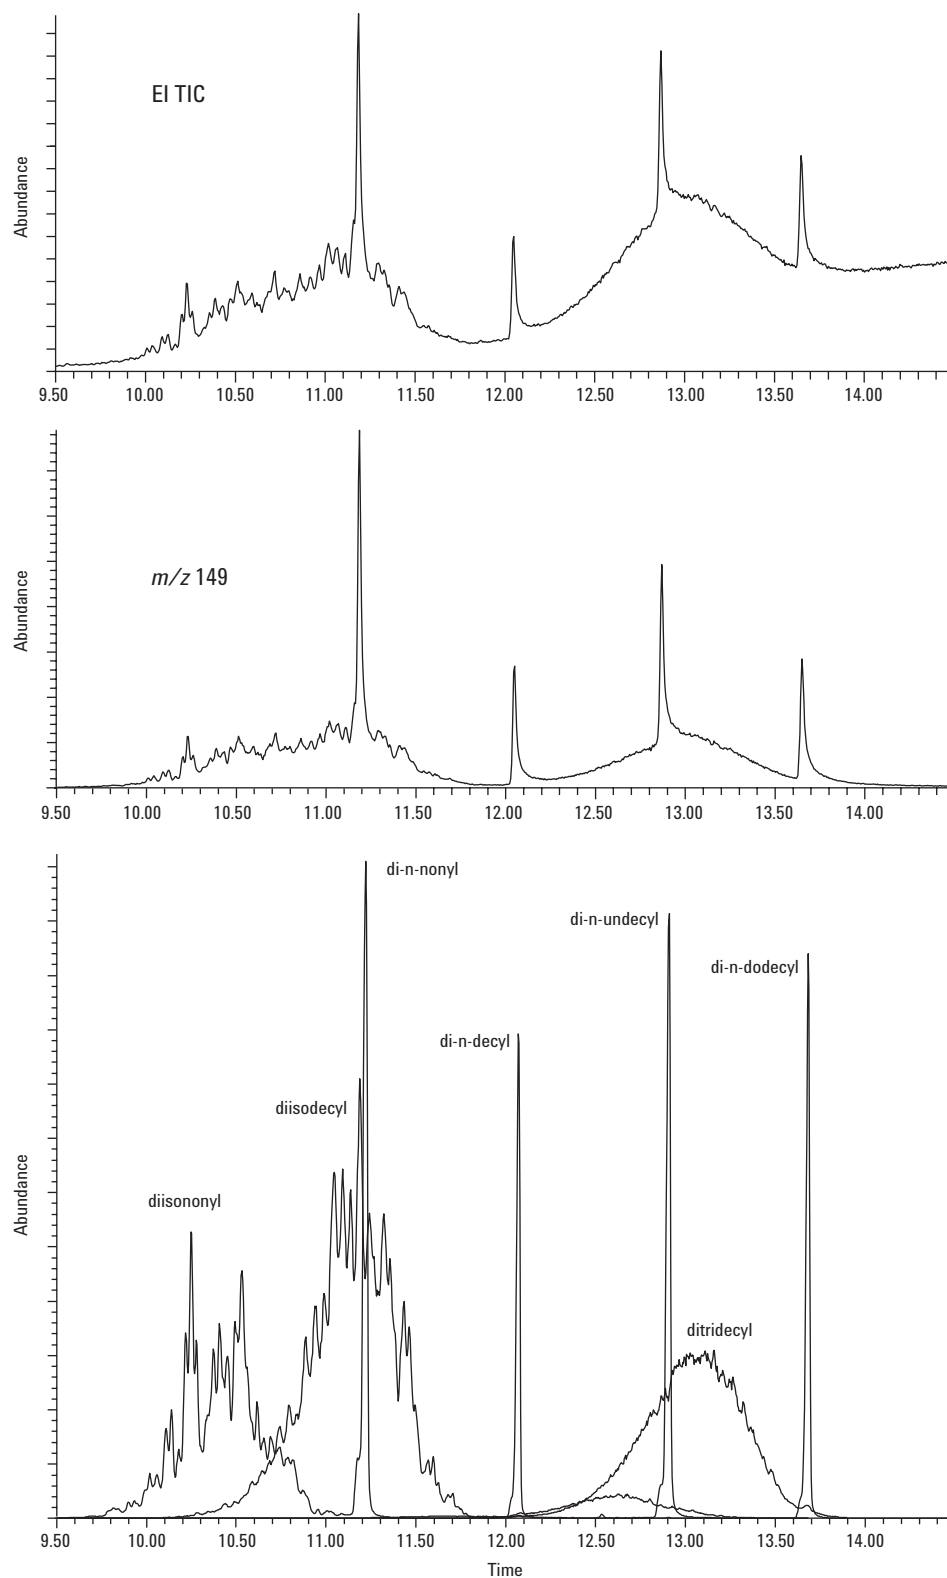 EI TIC
Abundance
9.50 10.00 10.50 11.00 11.50 12.00 12.50 13.00 13.50 14.00
m/z 149
Abundance
9.50 10.00 10.50 11.00 11.50 12.00 12.50 13.00 13.50 14.00
di-n-nonyl
di-n-undecyl
di-n-dodecyl
di-n-decyl
diisodecyl
diisononyl
ditridecyl
Abundance
9.50 10.00 10.50 11.00 11.50 12.00 12.50 13.00 13.50 14.00
Time